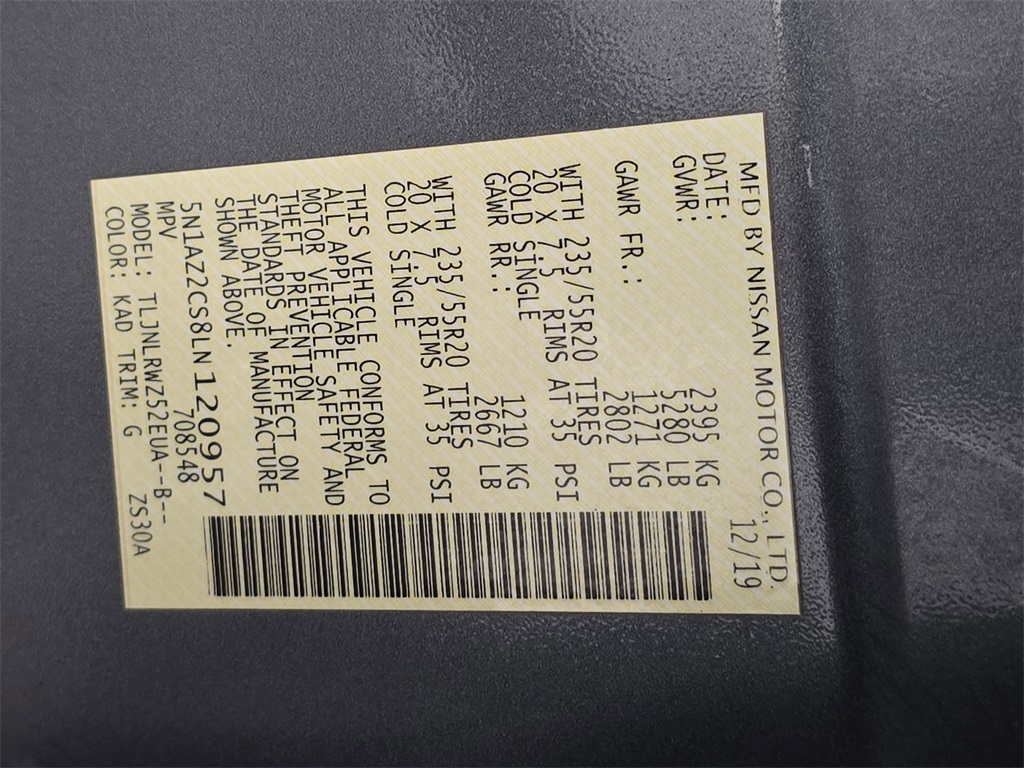 MFD BY NISSAN MOTOR CO., LTD.
DATE: 12/19
GVWR: 2395 KG
5280 LB
GAWR FR.: 1271 KG
2802 LB
WITH 235/55R20 TIRES
20 X 7.5 RIMS AT 35 PSI
COLD SINGLE
GAWR RR.: 1210 KG
2667 LB
WITH 235/55R20 TIRES
20 X 7.5 RIMS AT 35 PSI
COLD SINGLE
THIS VEHICLE CONFORMS TO
ALL APPLICABLE FEDERAL
MOTOR VEHICLE SAFETY AND
THEFT PREVENTION
STANDARDS IN EFFECT ON
THE DATE OF MANUFACTURE
SHOWN ABOVE.
5N1AZ2CS8LN120957
MPV 708548
MODEL: TLJNLRWZ52EUA--B--
COLOR: KAD TRIM: G ZS30A